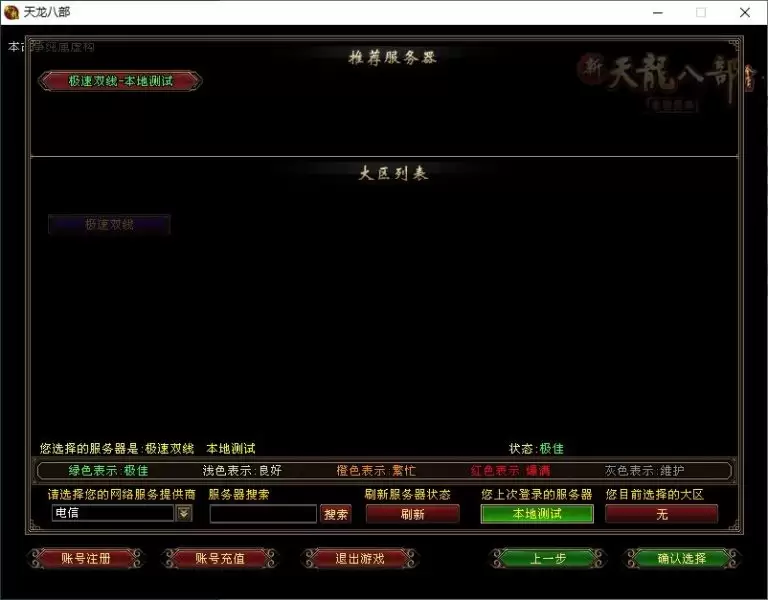 天龙八部
推荐服务器
极速双线-本地测试
新天龍八部
大区列表
极速双线
您选择的服务器是:极速双线 本地测试 状态:极佳
绿色表示:极佳 浅色表示:良好 橙色表示:繁忙 红色表示:爆满 灰色表示:维护
请选择您的网络服务提供商 服务器搜索 刷新服务器状态 您上次登录的服务器 您目前选择的大区
电信 搜索 刷新 本地测试 无
账号注册 账号充值 退出游戏 上一步 确认选择